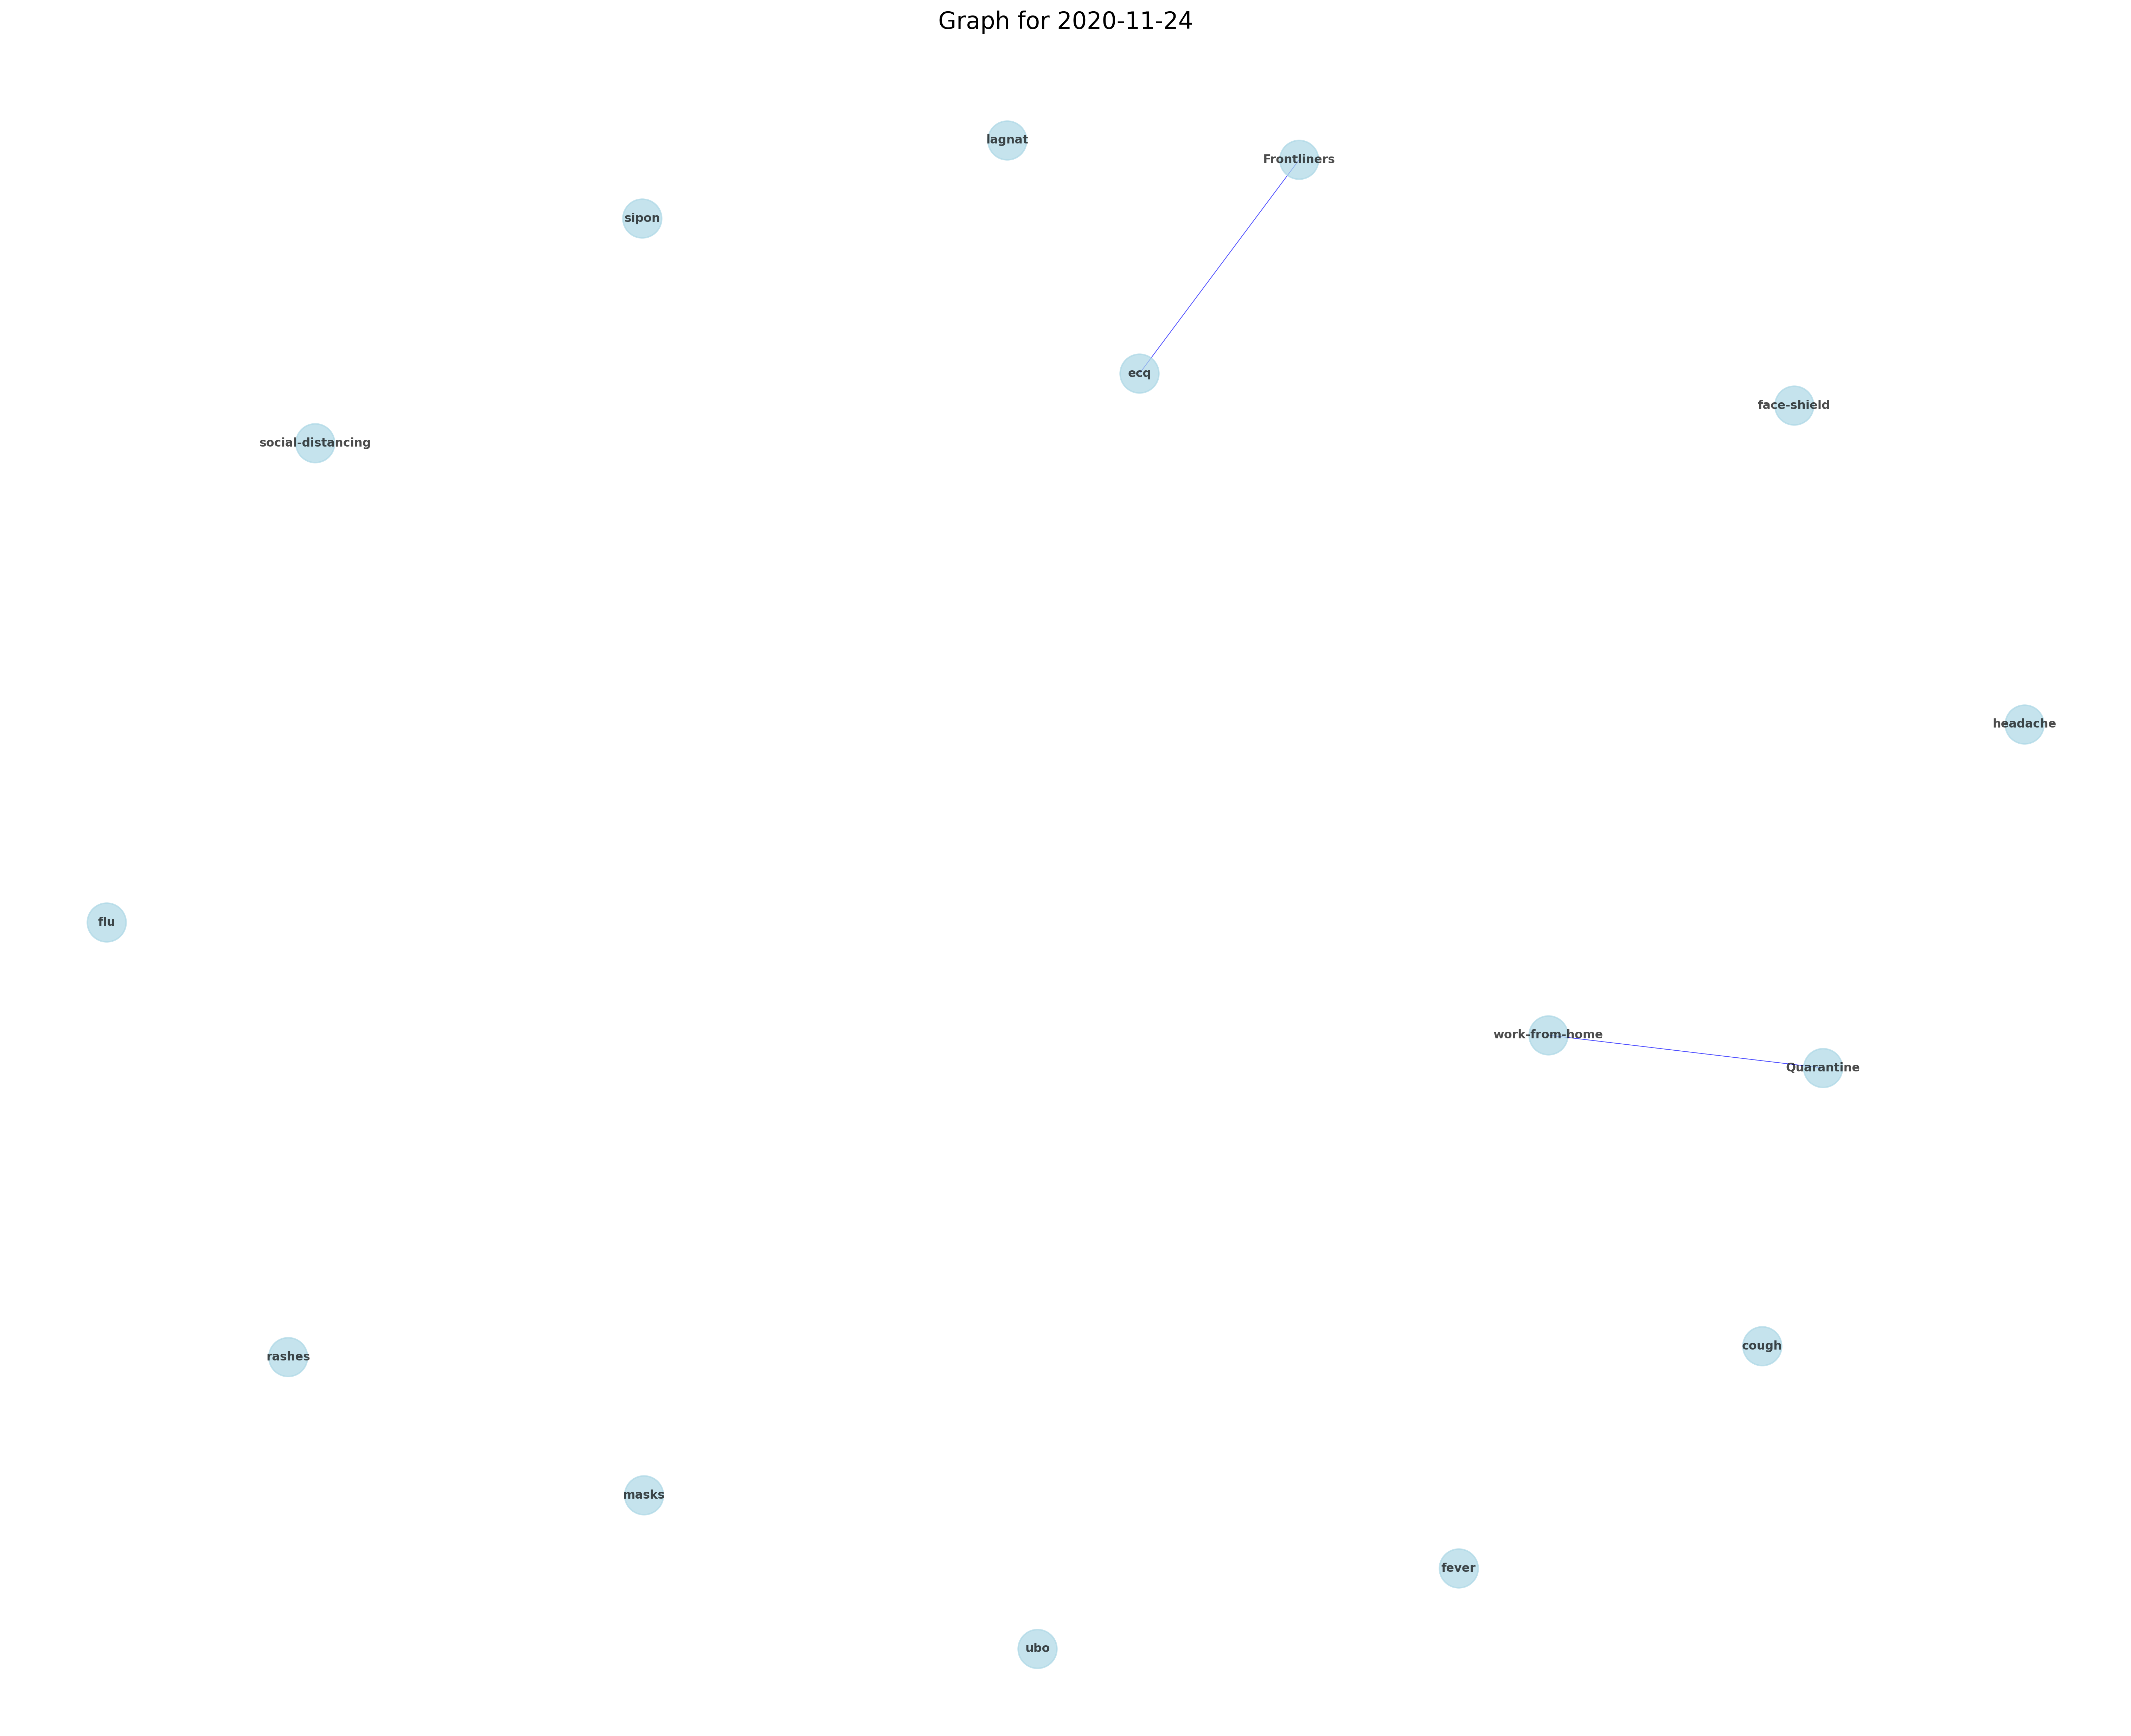 Graph for 2020-11-24
lagnat
Frontliners
sipon
ecq
face-shield
social-distancing
headache
flu
work-from-home
Quarantine
cough
rashes
masks
fever
ubo